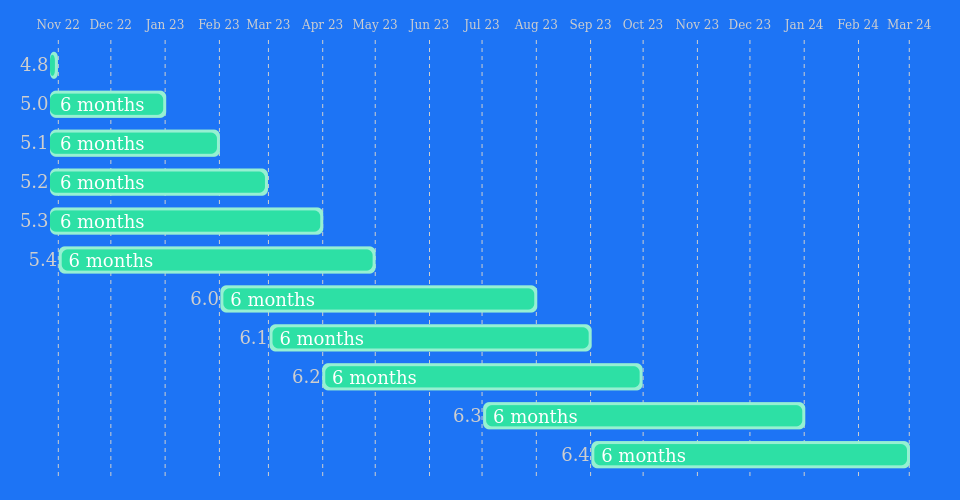 Nov 22 Dec 22 Jan 23 Feb 23 Mar 23 Apr 23 May 23 Jun 23 Jul 23 Aug 23 Sep 23 Oct 23 Nov 23 Dec 23 Jan 24 Feb 24 Mar 24
4.8
5.0 6 months
5.1 6 months
5.2 6 months
5.3 6 months
5.4 6 months
6.0 6 months
6.1 6 months
6.2 6 months
6.3 6 months
6.4 6 months